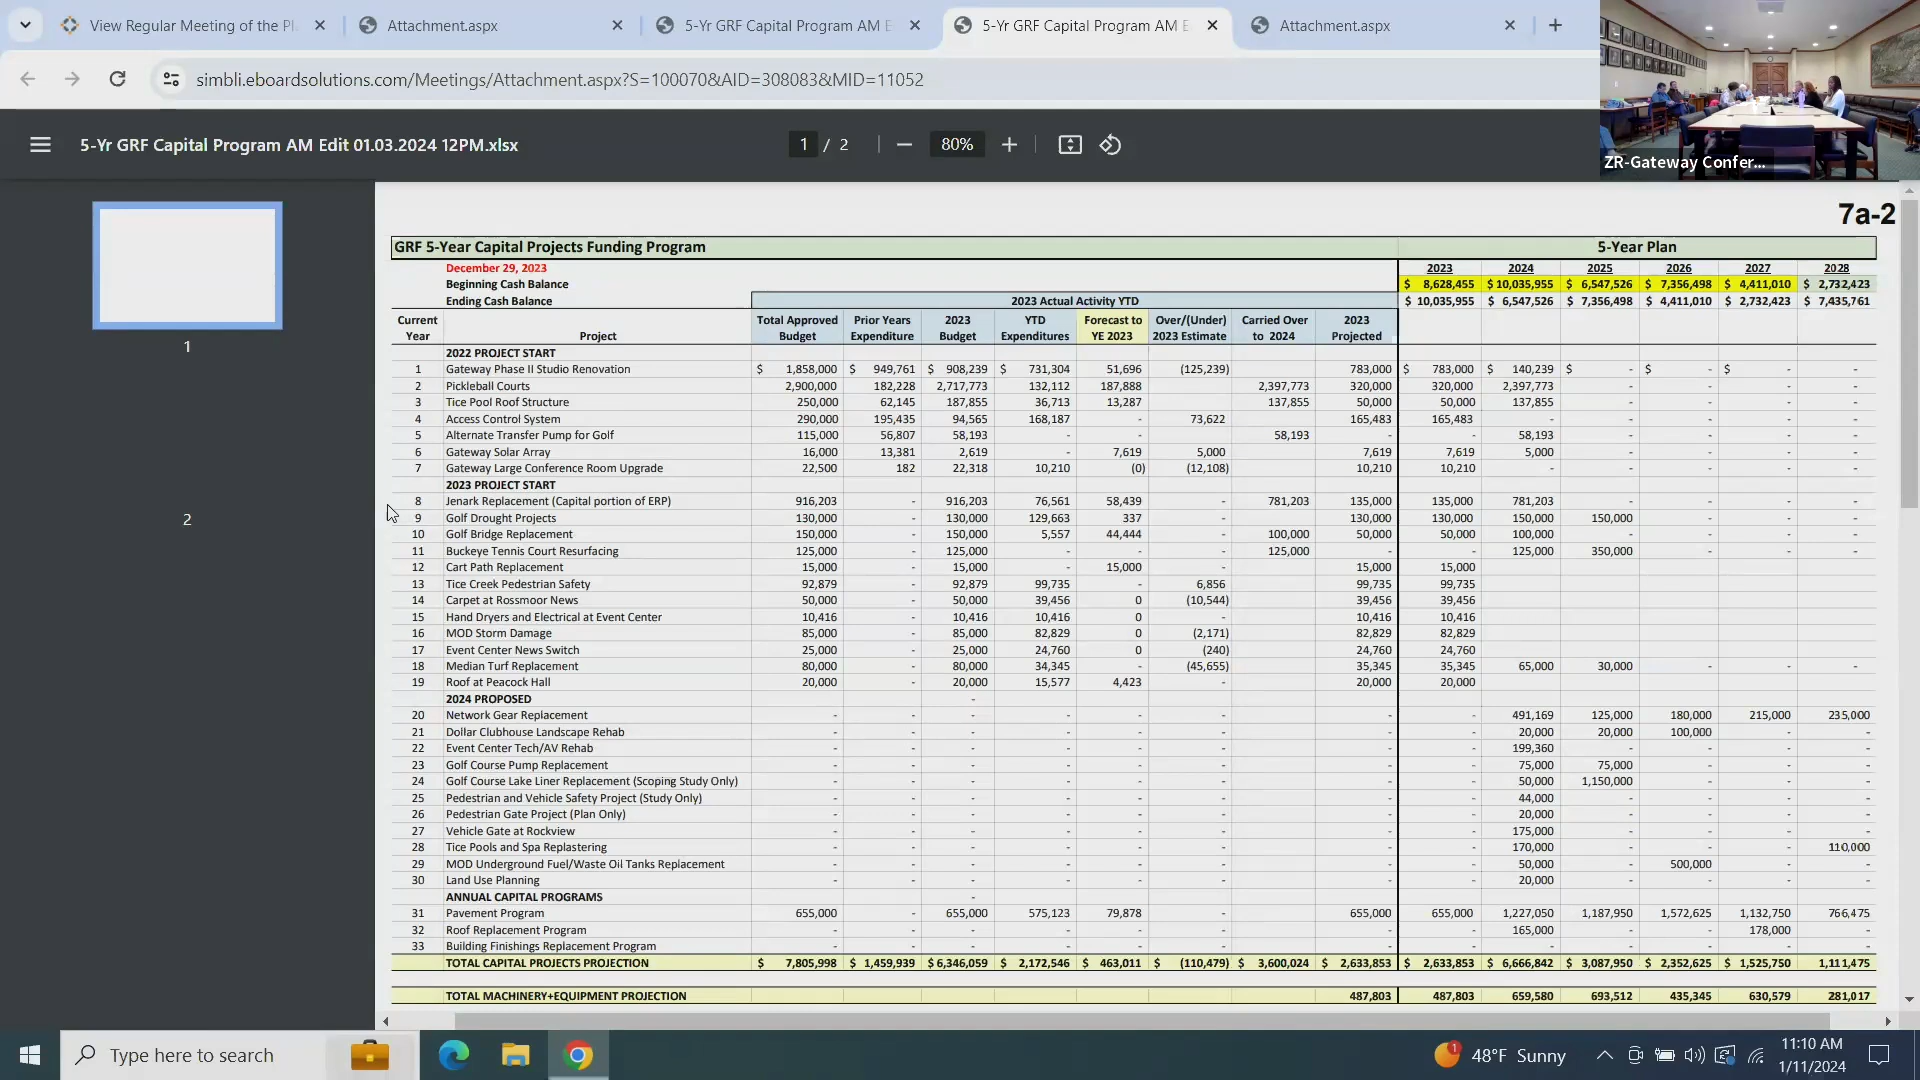 View Regular Meeting of the Pl
Attachment.aspx
5-Yr GRF Capital Program AM E
5-Yr GRF Capital Program AM E
Attachment.aspx
simbli.eboardsolutions.com/Meetings/Attachment.aspx?S=100070&AID=308083&MID=11052
ZR-Gateway Confer...
5-Yr GRF Capital Program AM Edit 01.03.2024 12PM.xlsx 1 / 2 80%
1
2
7a-2
GRF 5-Year Capital Projects Funding Program 5-Year Plan
December 29, 2023 2023 2024 2025 2026 2027 2028
Beginning Cash Balance $ 8,628,455 $ 10,035,955 $ 6,547,526 $ 7,356,498 $ 4,411,010 $ 2,732,423
Ending Cash Balance 2023 Actual Activity YTD $ 10,035,955 $ 6,547,526 $ 7,356,498 $ 4,411,010 $ 2,732,423 $ 7,435,761
Current Total Approved Prior Years 2023 YTD Forecast to Over/(Under) Carried Over 2023
Year Project Budget Expenditure Budget Expenditures YE 2023 2023 Estimate to 2024 Projected
2022 PROJECT START
1 Gateway Phase II Studio Renovation $ 1,858,000 $ 949,761 $ 908,239 $ 731,304 51,696 (125,239) 783,000 $ 783,000 $ 140,239 $ - $ - $ - -
2 Pickleball Courts 2,900,000 182,228 2,717,773 132,112 187,888 2,397,773 320,000 320,000 2,397,773 - - - -
3 Tice Pool Roof Structure 250,000 62,145 187,855 36,713 13,287 137,855 50,000 50,000 137,855 - - - -
4 Access Control System 290,000 195,435 94,565 168,187 - 73,622 165,483 165,483 - - - - -
5 Alternate Transfer Pump for Golf 115,000 56,807 58,193 - - - 58,193 - - 58,193 - - - -
6 Gateway Solar Array 16,000 13,381 2,619 - 7,619 5,000 7,619 7,619 5,000 - - - -
7 Gateway Large Conference Room Upgrade 22,500 182 22,318 10,210 (0) (12,108) 10,210 10,210 - - - - -
2023 PROJECT START
8 Jenark Replacement (Capital portion of ERP) 916,203 - 916,203 76,561 58,439 - 781,203 135,000 135,000 781,203 - - - -
9 Golf Drought Projects 130,000 - 130,000 129,663 337 - 130,000 130,000 150,000 150,000 - - -
10 Golf Bridge Replacement 150,000 - 150,000 5,557 44,444 - 100,000 50,000 50,000 100,000 - - - -
11 Buckeye Tennis Court Resurfacing 125,000 - 125,000 - - - 125,000 - - 125,000 350,000 - - -
12 Cart Path Replacement 15,000 - 15,000 - 15,000 - 15,000 15,000
13 Tice Creek Pedestrian Safety 92,879 - 92,879 99,735 - 6,856 99,735 99,735
14 Carpet at Rossmoor News 50,000 - 50,000 39,456 0 (10,544) 39,456 39,456
15 Hand Dryers and Electrical at Event Center 10,416 - 10,416 10,416 0 - 10,416 10,416
16 MOD Storm Damage 85,000 - 85,000 82,829 0 (2,171) 82,829 82,829
17 Event Center News Switch 25,000 - 25,000 24,760 0 (240) 24,760 24,760
18 Median Turf Replacement 80,000 - 80,000 34,345 - (45,655) 35,345 35,345 65,000 30,000 - - -
19 Roof at Peacock Hall 20,000 - 20,000 15,577 4,423 - 20,000 20,000
2024 PROPOSED -
20 Network Gear Replacement - - - - - - - - 491,169 125,000 180,000 215,000 235,000
21 Dollar Clubhouse Landscape Rehab - - - - - - - - 20,000 20,000 100,000 - -
22 Event Center Tech/AV Rehab - - - - - - - - 199,360 - - - -
23 Golf Course Pump Replacement - - - - - - - - 75,000 75,000 - - -
24 Golf Course Lake Liner Replacement (Scoping Study Only) - - - - - - - - 50,000 1,150,000 - - -
25 Pedestrian and Vehicle Safety Project (Study Only) - - - - - - - - 44,000 - - - -
26 Pedestrian Gate Project (Plan Only) - - - - - - - - 20,000 - - - -
27 Vehicle Gate at Rockview - - - - - - - - 175,000 - - - -
28 Tice Pools and Spa Replastering - - - - - - - - 170,000 - - - 110,000
29 MOD Underground Fuel/Waste Oil Tanks Replacement - - - - - - - - 50,000 - 500,000 - -
30 Land Use Planning - - - - - - - - 20,000 - - - -
ANNUAL CAPITAL PROGRAMS -
31 Pavement Program 655,000 - 655,000 575,123 79,878 - 655,000 655,000 1,227,050 1,187,950 1,572,625 1,132,750 766,475
32 Roof Replacement Program - - - - - - - - 165,000 - - 178,000 -
33 Building Finishings Replacement Program - - - - - - - - - - - - -
TOTAL CAPITAL PROJECTS PROJECTION $ 7,805,998 $ 1,459,939 $ 6,346,059 $ 2,172,546 $ 463,011 $ (110,479) $ 3,600,024 $ 2,633,853 $ 2,633,853 $ 6,666,842 $ 3,087,950 $ 2,352,625 $ 1,525,750 1,111,475
TOTAL MACHINERY+EQUIPMENT PROJECTION 487,803 487,803 659,580 693,512 435,345 630,579 281,017
Type here to search
1
48°F Sunny
11:10 AM
1/11/2024